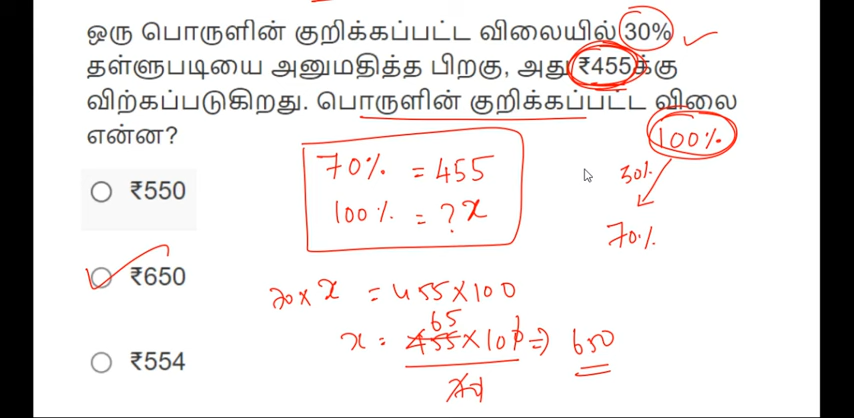 ஒரு பொருளின் குறிக்கப்பட்ட விலையில் 30%
தள்ளுபடியை அனுமதித்த பிறகு, அது ₹455க்கு
விற்கப்படுகிறது. பொருளின் குறிக்கப்பட்ட விலை
என்ன?
100%
30%
70%
70% = 455
100% = ? x
₹550
₹650
₹554
70 × x = 455 × 100
65
x = 455 × 100 ⇒ 650
70